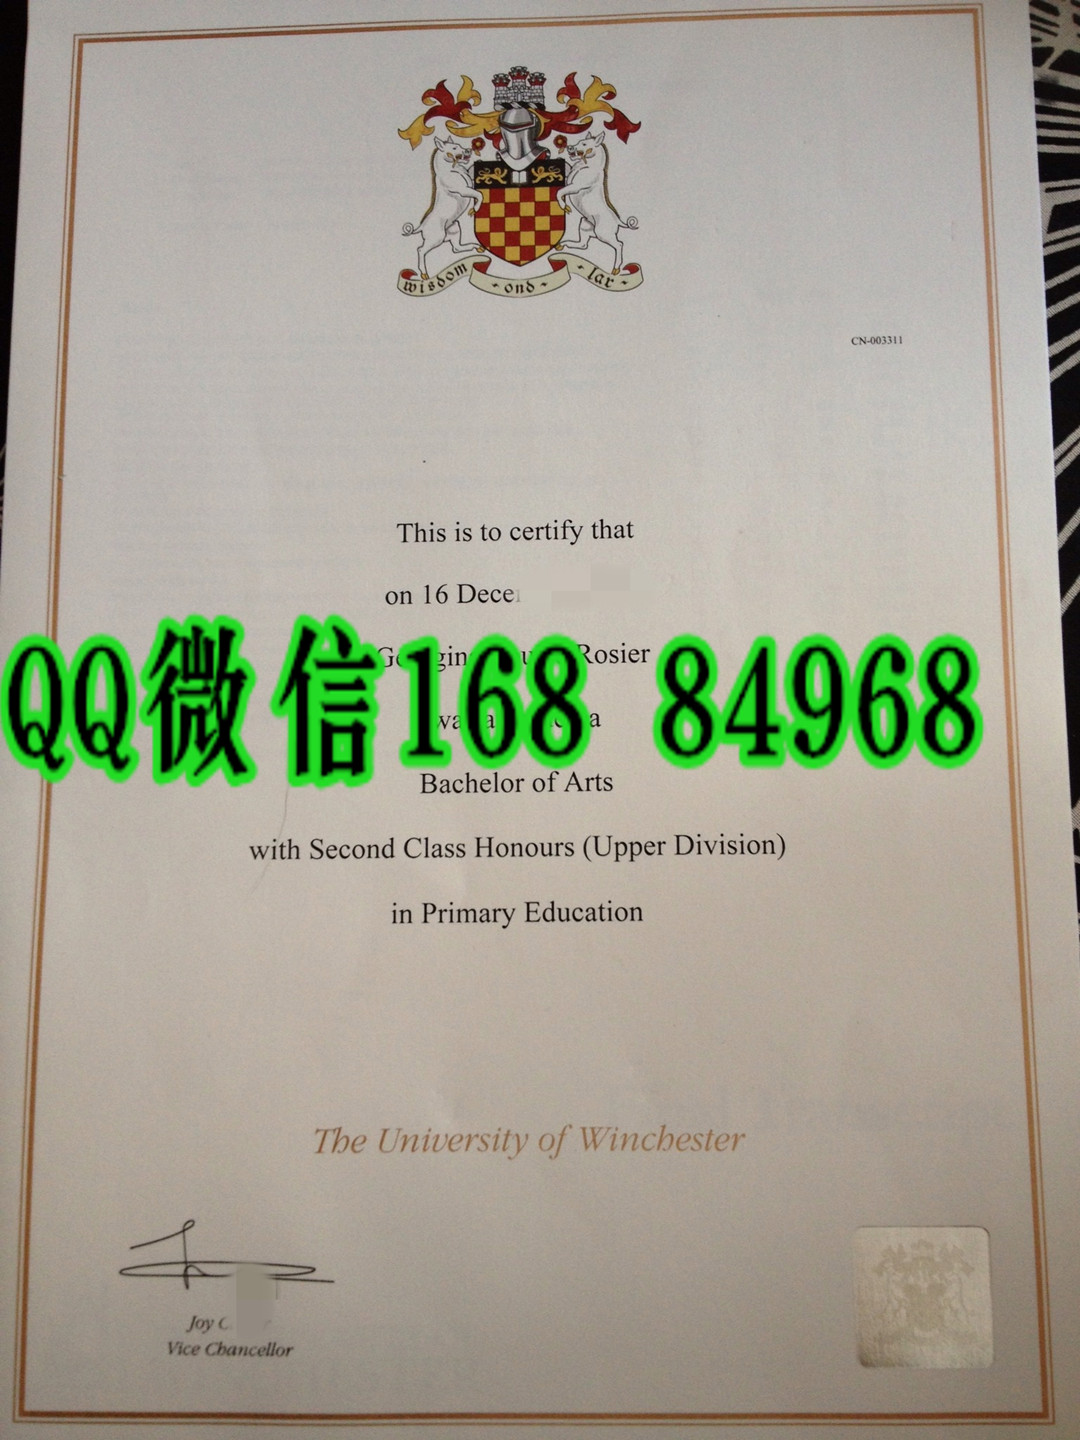 wisdom ond lar
CN-003311
This is to certify that
on 16 Dece
Rosier
QQ微信168 84968
Bachelor of Arts
with Second Class Honours (Upper Division)
in Primary Education
The University of Winchester
Joy C
Vice Chancellor